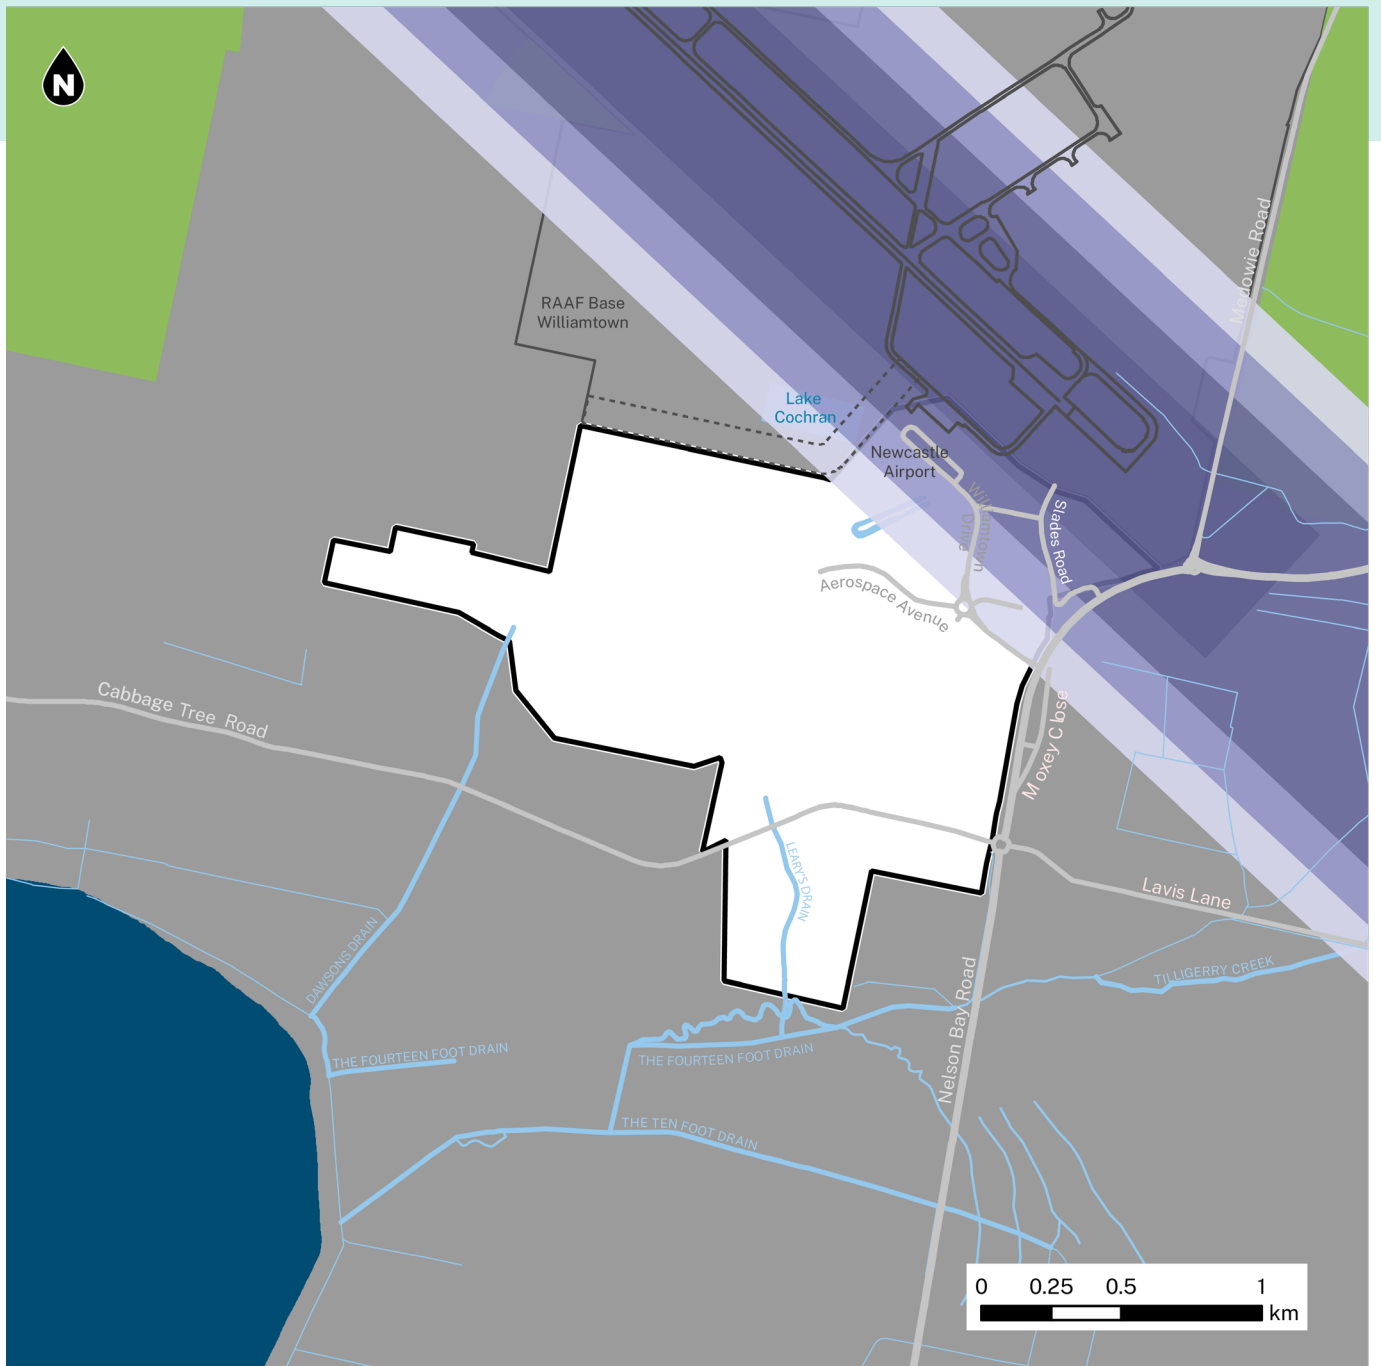 N
Medowie Road
RAAF Base
Williamtown
Lake
Cochran
Newcastle
Airport
Williamtown
Drive
Slades Road
Aerospace Avenue
Cabbage Tree Road
Moxey Close
LEARY'S DRAIN
Lavis Lane
DAWSONS DRAIN
Nelson Bay Road
TILLIGERRY CREEK
THE FOURTEEN FOOT DRAIN
THE FOURTEEN FOOT DRAIN
THE TEN FOOT DRAIN
0 0.25 0.5 1
km